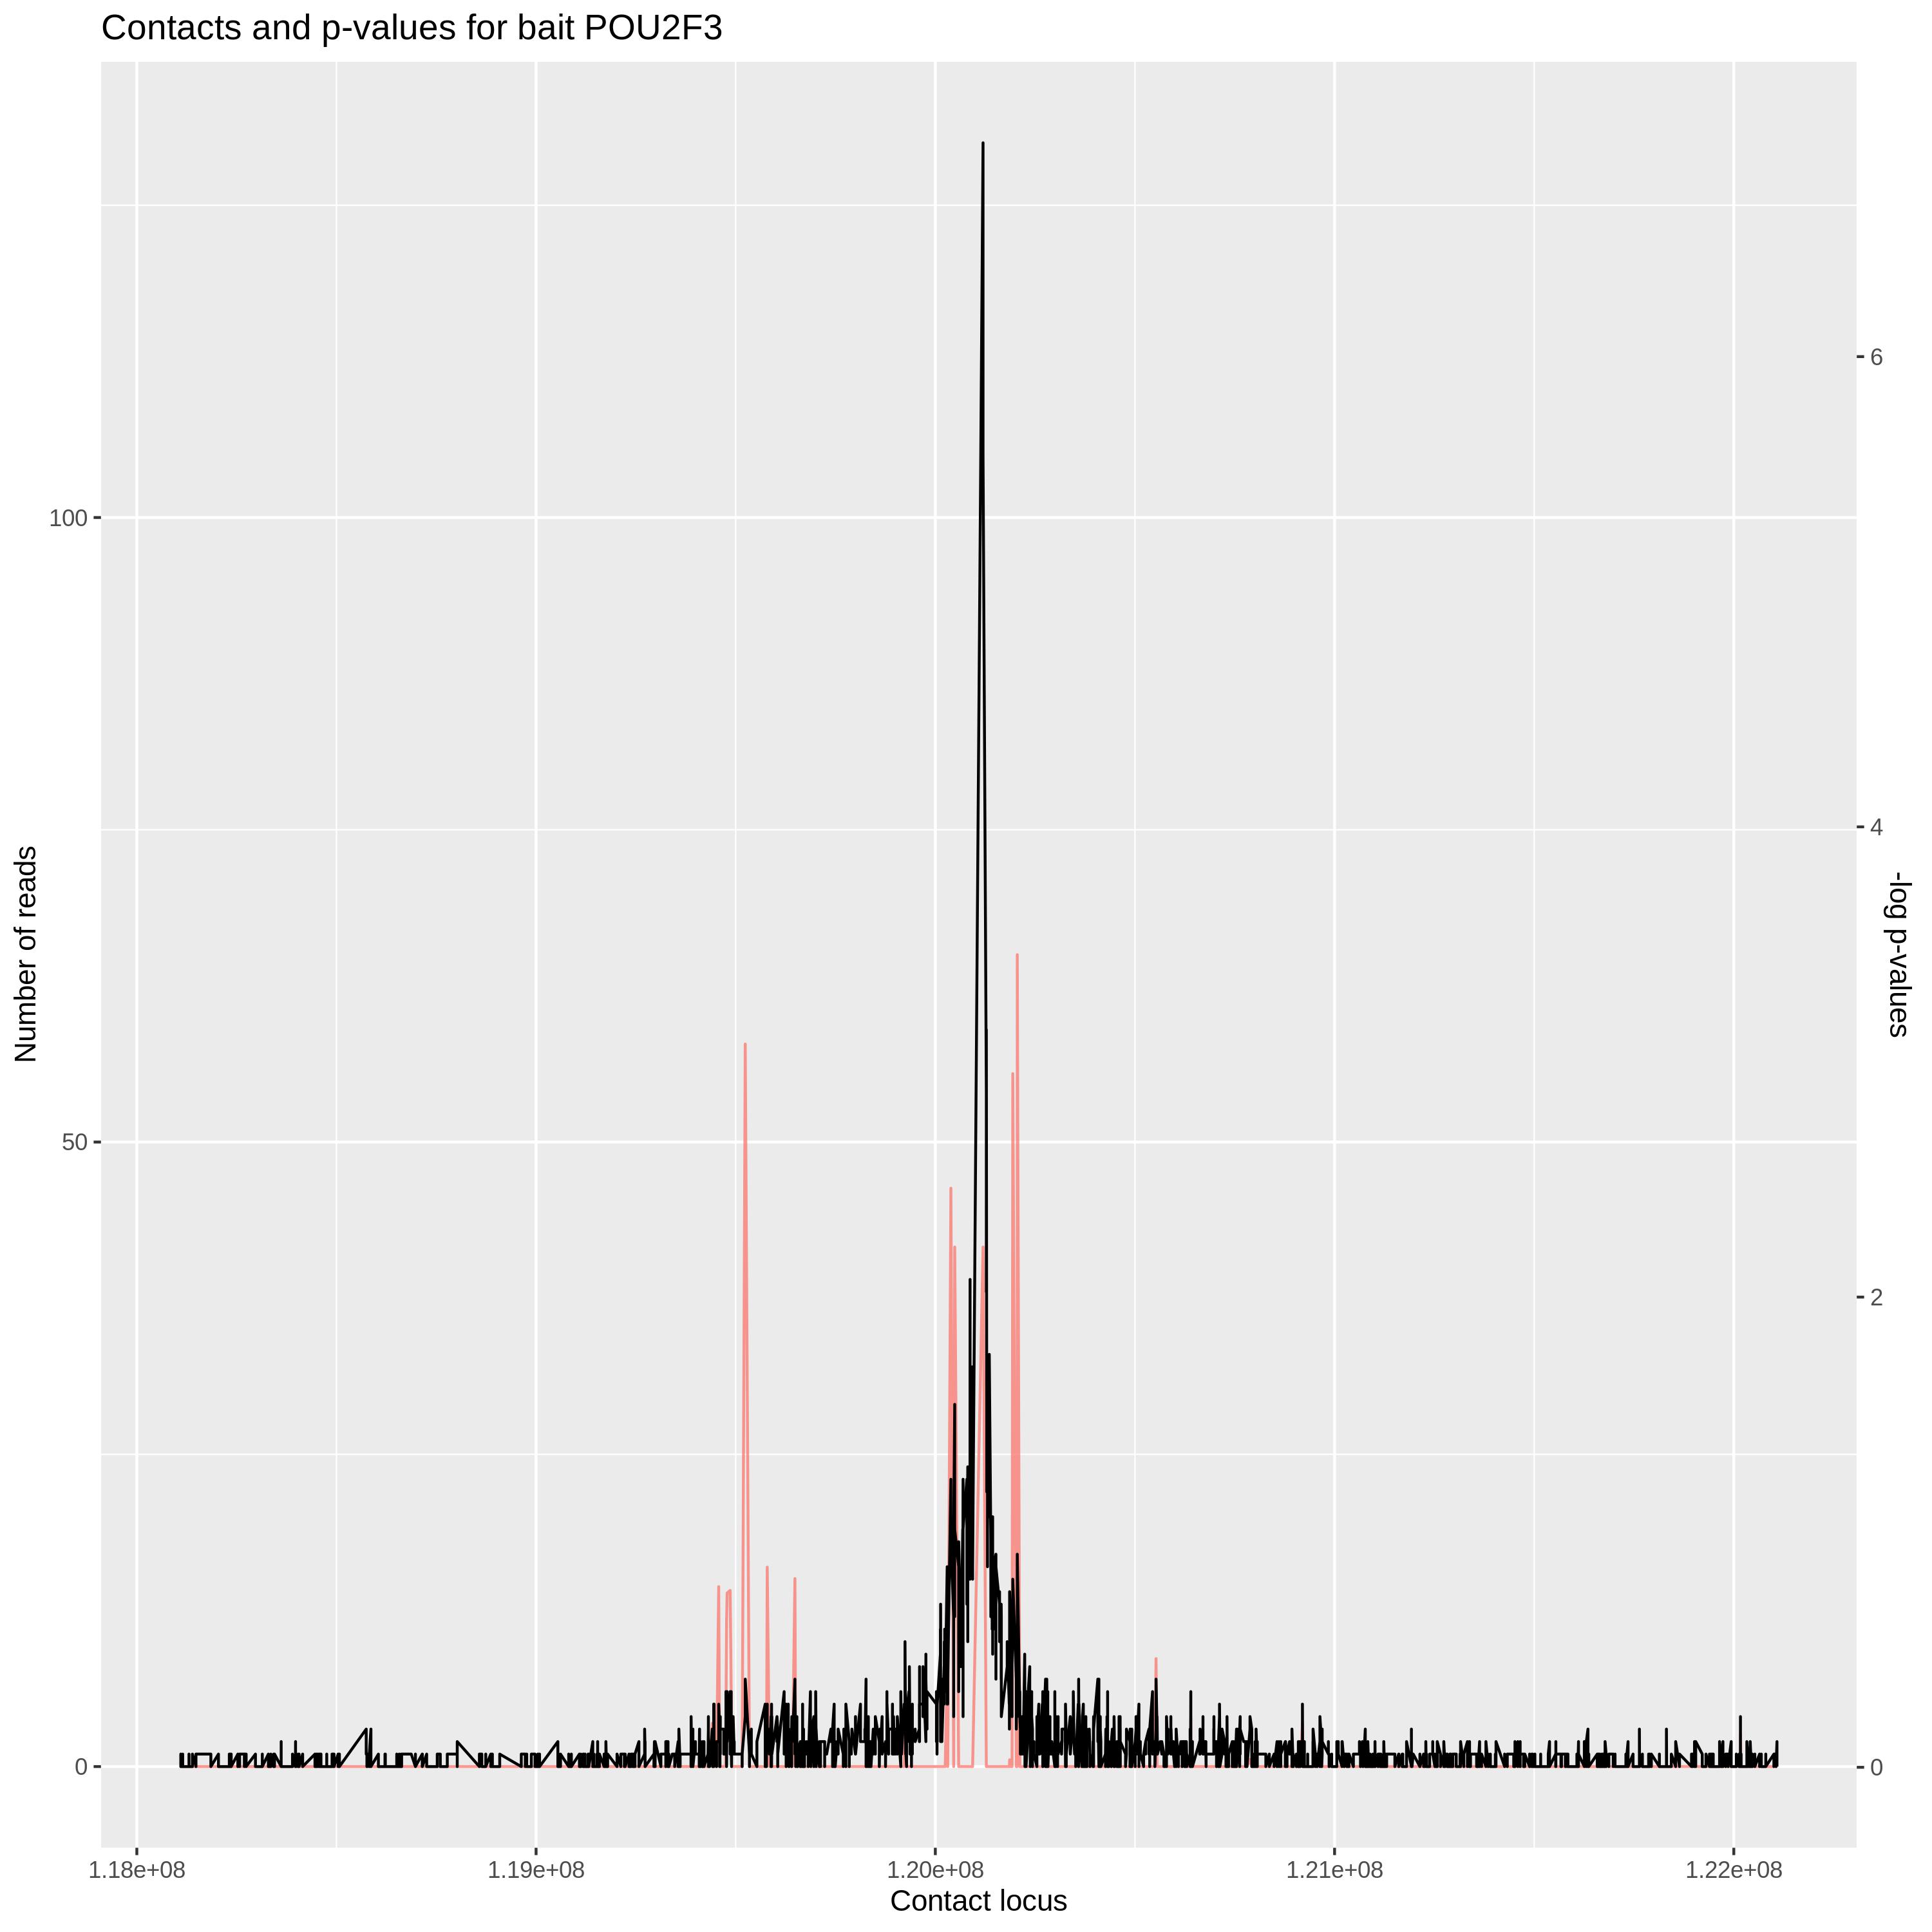 Contacts and p-values for bait POU2F3
Number of reads
100
50
0
6
4
2
0
-log p-values
1.18e+08
1.19e+08
1.20e+08
1.21e+08
1.22e+08
Contact locus